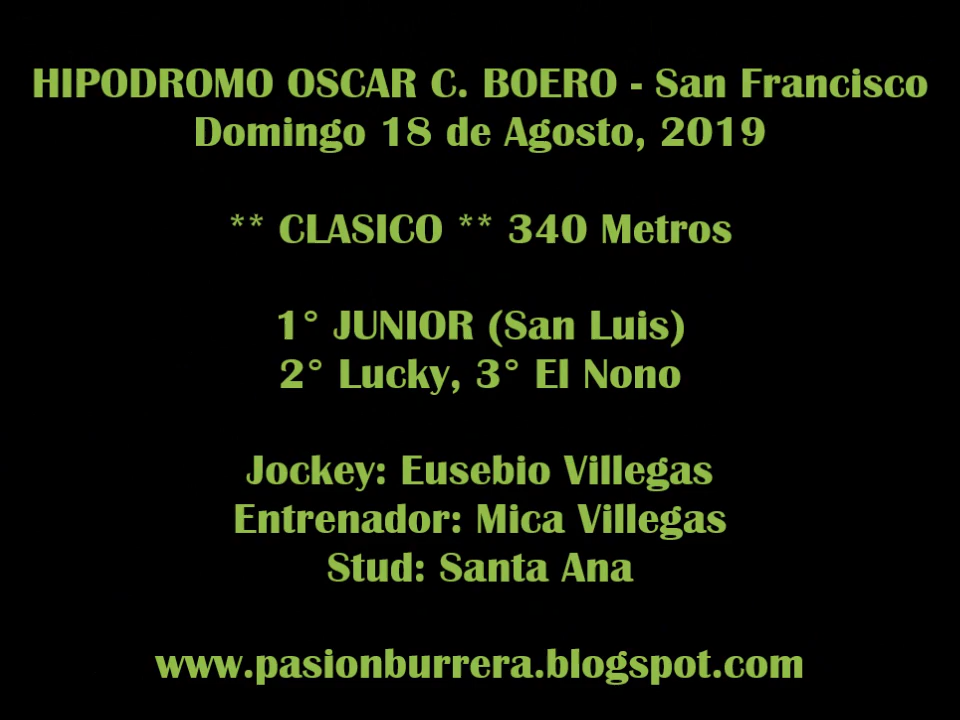 HIPODROMO OSCAR C. BOERO - San Francisco
Domingo 18 de Agosto, 2019
** CLASICO ** 340 Metros
1° JUNIOR (San Luis)
2° Lucky, 3° El Nono
Jockey: Eusebio Villegas
Entrenador: Mica Villegas
Stud: Santa Ana
www.pasionburrera.blogspot.com